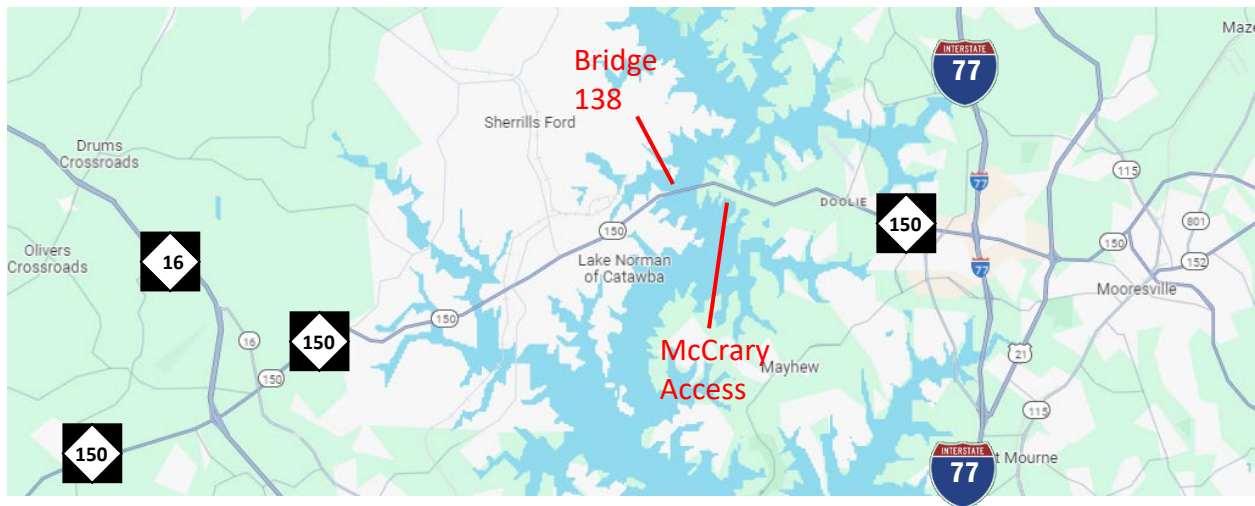 Maze
INTERSTATE
77
Bridge
138
Sherrills Ford
Drums
Crossroads
115
77
DOOLIE
150
801
150
150
152
Olivers
Crossroads
16
Lake Norman
of Catawba
77
Mooresville
150
150
16
21
McCrary
Access
Mayhew
150
115
150
INTERSTATE
77
t Mourne